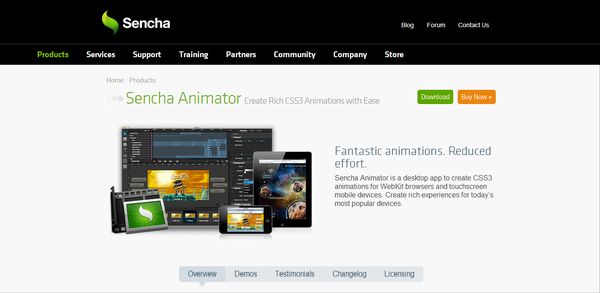 Sencha
Blog Forum Contact Us
Products Services Support Training Partners Community Company Store
Home / Products
Sencha Animator Create Rich CSS3 Animations with Ease
Download Buy Now »
Fantastic animations. Reduced
effort.
Sencha Animator is a desktop app to create CSS3
animations for WebKit browsers and touchscreen
mobile devices. Create rich experiences for today's
most popular devices.
Overview Demos Testimonials Changelog Licensing